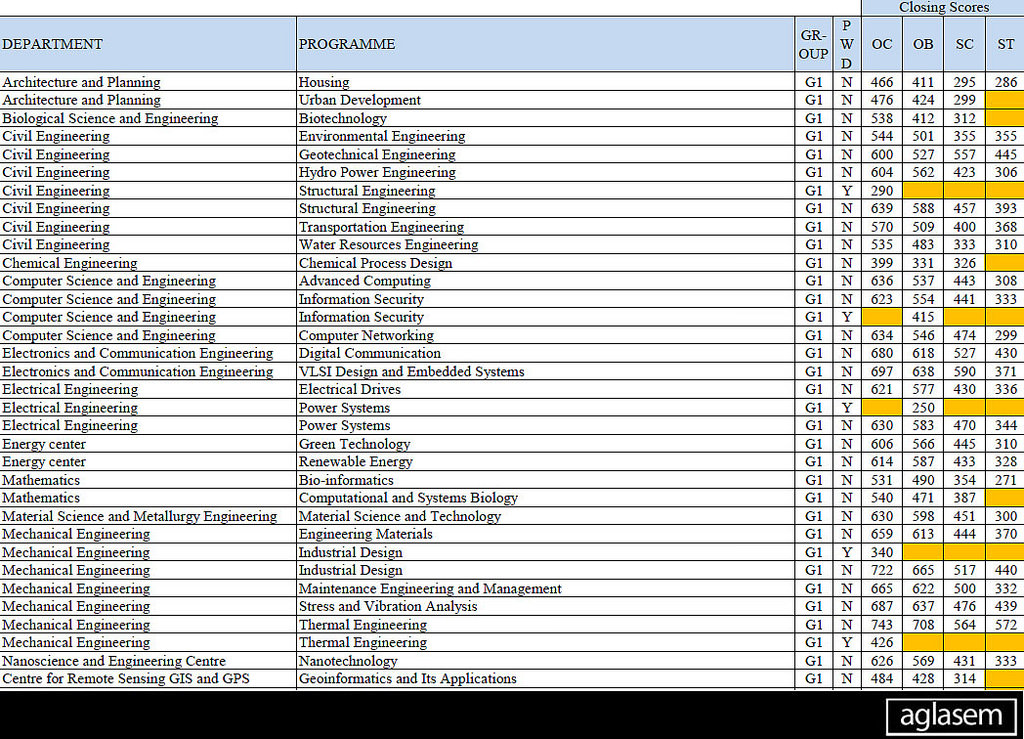 Closing Scores
DEPARTMENT PROGRAMME GR-OUP P W D OC OB SC ST
Architecture and Planning Housing G1 N 466 411 295 286
Architecture and Planning Urban Development G1 N 476 424 299
Biological Science and Engineering Biotechnology G1 N 538 412 312
Civil Engineering Environmental Engineering G1 N 544 501 355 355
Civil Engineering Geotechnical Engineering G1 N 600 527 557 445
Civil Engineering Hydro Power Engineering G1 N 604 562 423 306
Civil Engineering Structural Engineering G1 Y 290
Civil Engineering Structural Engineering G1 N 639 588 457 393
Civil Engineering Transportation Engineering G1 N 570 509 400 368
Civil Engineering Water Resources Engineering G1 N 535 483 333 310
Chemical Engineering Chemical Process Design G1 N 399 331 326
Computer Science and Engineering Advanced Computing G1 N 636 537 443 308
Computer Science and Engineering Information Security G1 N 623 554 441 333
Computer Science and Engineering Information Security G1 Y 415
Computer Science and Engineering Computer Networking G1 N 634 546 474 299
Electronics and Communication Engineering Digital Communication G1 N 680 618 527 430
Electronics and Communication Engineering VLSI Design and Embedded Systems G1 N 697 638 590 371
Electrical Engineering Electrical Drives G1 N 621 577 430 336
Electrical Engineering Power Systems G1 Y 250
Electrical Engineering Power Systems G1 N 630 583 470 344
Energy center Green Technology G1 N 606 566 445 310
Energy center Renewable Energy G1 N 614 587 433 328
Mathematics Bio-informatics G1 N 531 490 354 271
Mathematics Computational and Systems Biology G1 N 540 471 387
Material Science and Metallurgy Engineering Material Science and Technology G1 N 630 598 451 300
Mechanical Engineering Engineering Materials G1 N 659 613 444 370
Mechanical Engineering Industrial Design G1 Y 340
Mechanical Engineering Industrial Design G1 N 722 665 517 440
Mechanical Engineering Maintenance Engineering and Management G1 N 665 622 500 332
Mechanical Engineering Stress and Vibration Analysis G1 N 687 637 476 439
Mechanical Engineering Thermal Engineering G1 N 743 708 564 572
Mechanical Engineering Thermal Engineering G1 Y 426
Nanoscience and Engineering Centre Nanotechnology G1 N 626 569 431 333
Centre for Remote Sensing GIS and GPS Geoinformatics and Its Applications G1 N 484 428 314
aglasem